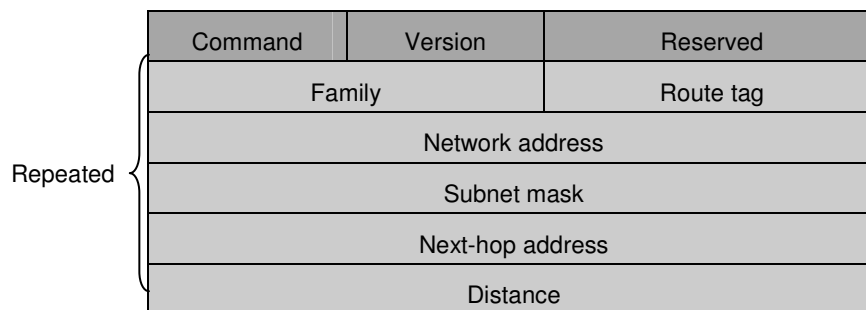 Command Version Reserved
Family Route tag
Network address
Repeated
Subnet mask
Next-hop address
Distance